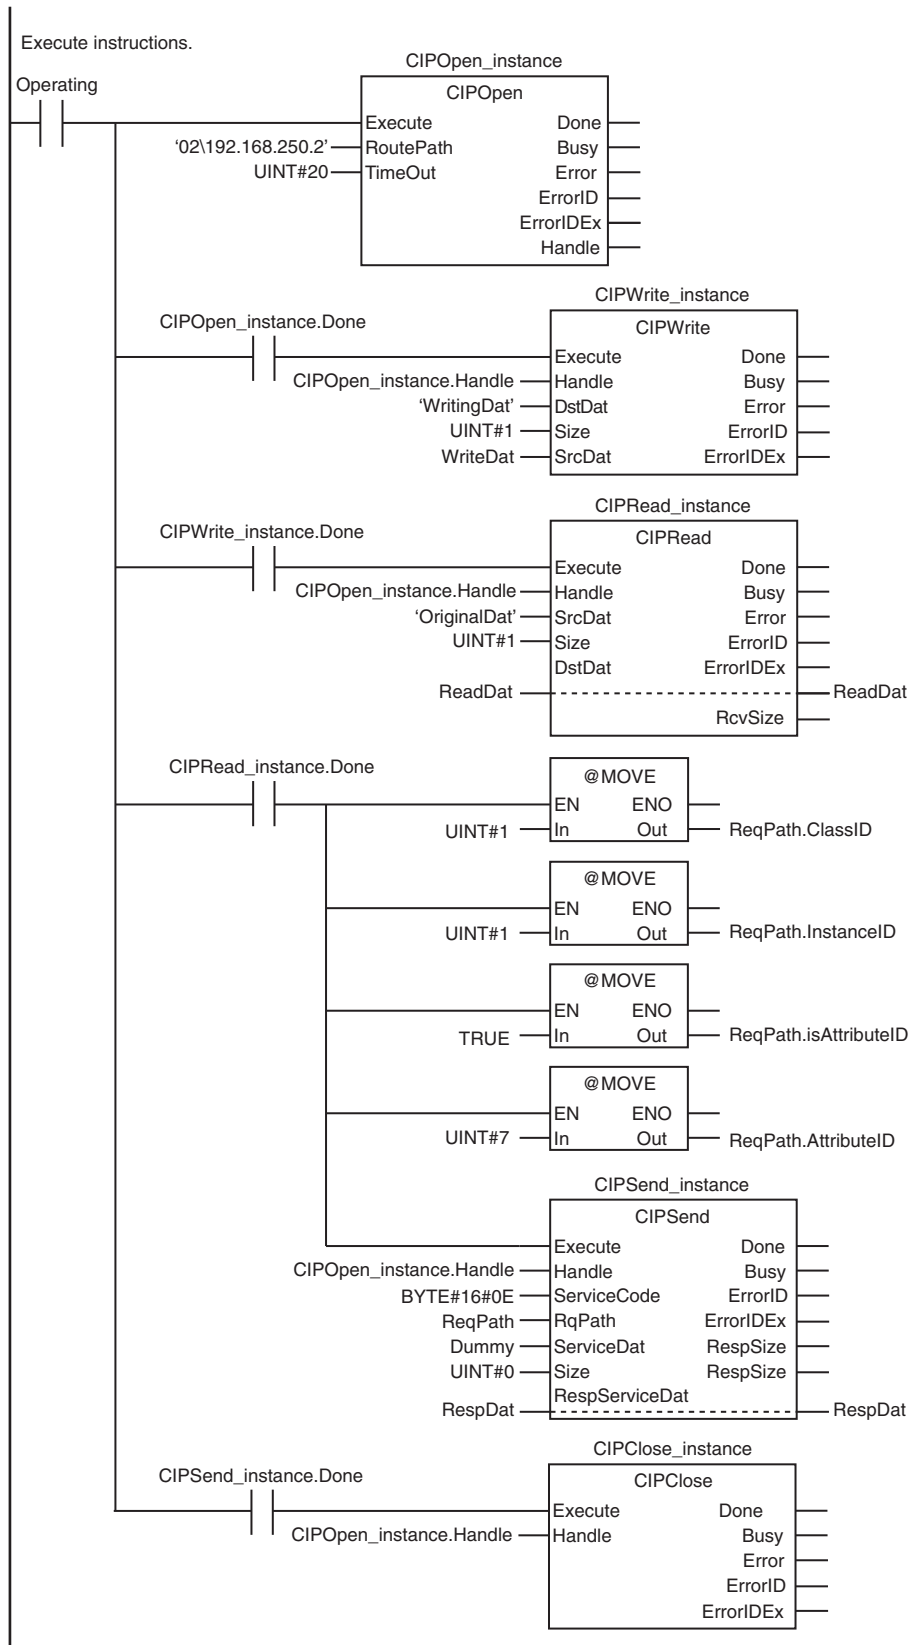 Execute instructions.
CIPOpen_instance
Operating
CIPOpen
Execute Done
‘02\192.168.250.2’ RoutePath Busy
UINT#20 TimeOut Error
ErrorID
ErrorIDEx
Handle
CIPWrite_instance
CIPOpen_instance.Done
CIPWrite
Execute Done
CIPOpen_instance.Handle Handle Busy
‘WritingDat’ DstDat Error
UINT#1 Size ErrorID
WriteDat SrcDat ErrorIDEx
CIPRead_instance
CIPWrite_instance.Done
CIPRead
Execute Done
CIPOpen_instance.Handle Handle Busy
‘OriginalDat’ SrcDat Error
UINT#1 Size ErrorID
DstDat ErrorIDEx
ReadDat ReadDat
RcvSize
CIPRead_instance.Done
@MOVE
EN ENO
UINT#1 In Out ReqPath.ClassID
@MOVE
EN ENO
UINT#1 In Out ReqPath.InstanceID
@MOVE
EN ENO
TRUE In Out ReqPath.isAttributeID
@MOVE
EN ENO
UINT#7 In Out ReqPath.AttributeID
CIPSend_instance
CIPSend
Execute Done
CIPOpen_instance.Handle Handle Busy
BYTE#16#0E ServiceCode ErrorID
ReqPath RqPath ErrorIDEx
Dummy ServiceDat RespSize
UINT#0 Size RespSize
RespServiceDat
RespDat RespDat
CIPClose_instance
CIPSend_instance.Done
CIPClose
Execute Done
CIPOpen_instance.Handle Handle Busy
Error
ErrorID
ErrorIDEx